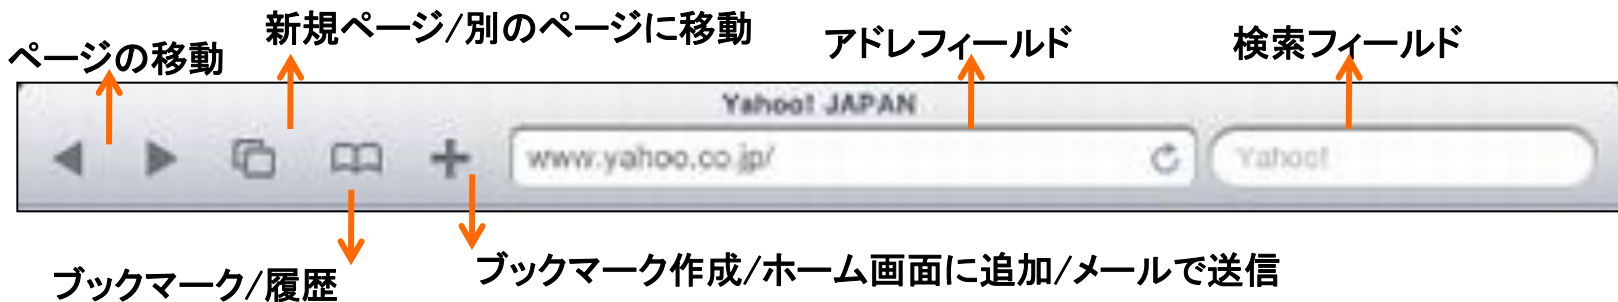 新規ページ/別のページに移動
ページの移動
アドレフィールド
検索フィールド
Yahoo! JAPAN
www.yahoo.co.jp/
Yahoo!
ブックマーク/履歴
ブックマーク作成/ホーム画面に追加/メールで送信